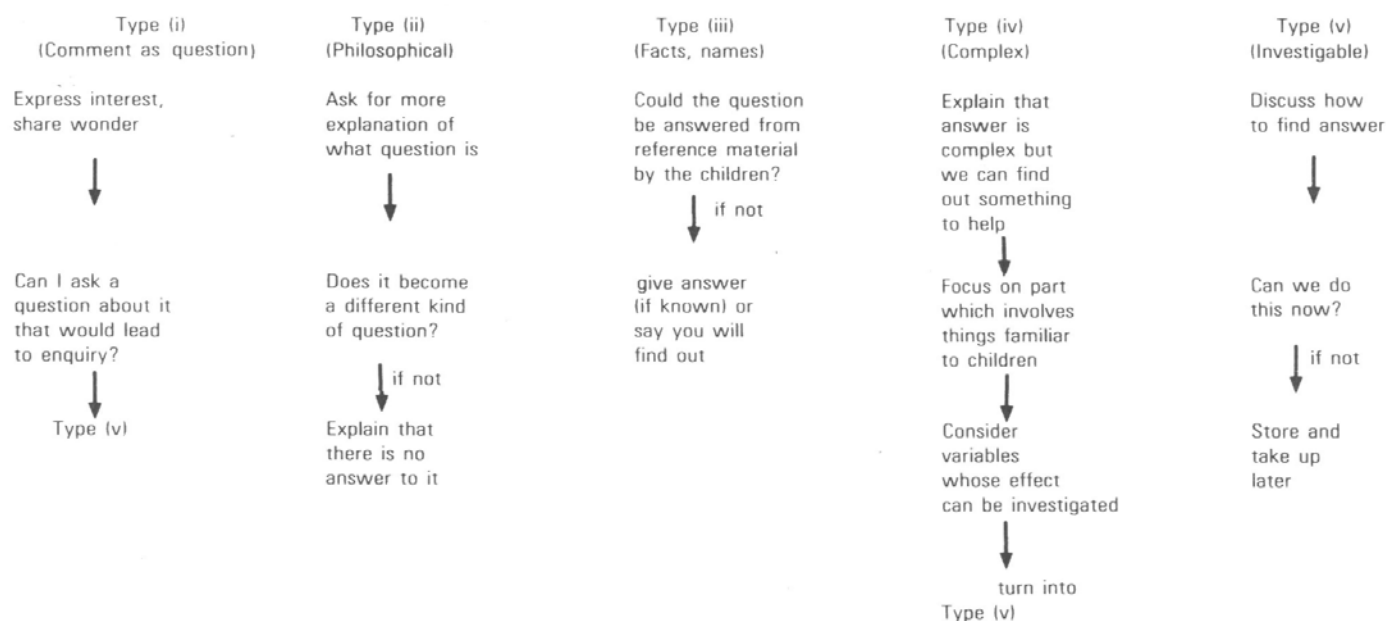 Type (i)
(Comment as question)
Express interest,
share wonder
Can I ask a
question about it
that would lead
to enquiry?
Type (v)
Type (ii)
(Philosophical)
Ask for more
explanation of
what question is
Does it become
a different kind
of question?
if not
Explain that
there is no
answer to it
Type (iii)
(Facts, names)
Could the question
be answered from
reference material
by the children?
if not
give answer
(if known) or
say you will
find out
Type (iv)
(Complex)
Explain that
answer is
complex but
we can find
out something
to help
Focus on part
which involves
things familiar
to children
Consider
variables
whose effect
can be investigated
turn into
Type (v)
Type (v)
(Investigable)
Discuss how
to find answer
Can we do
this now?
if not
Store and
take up
later